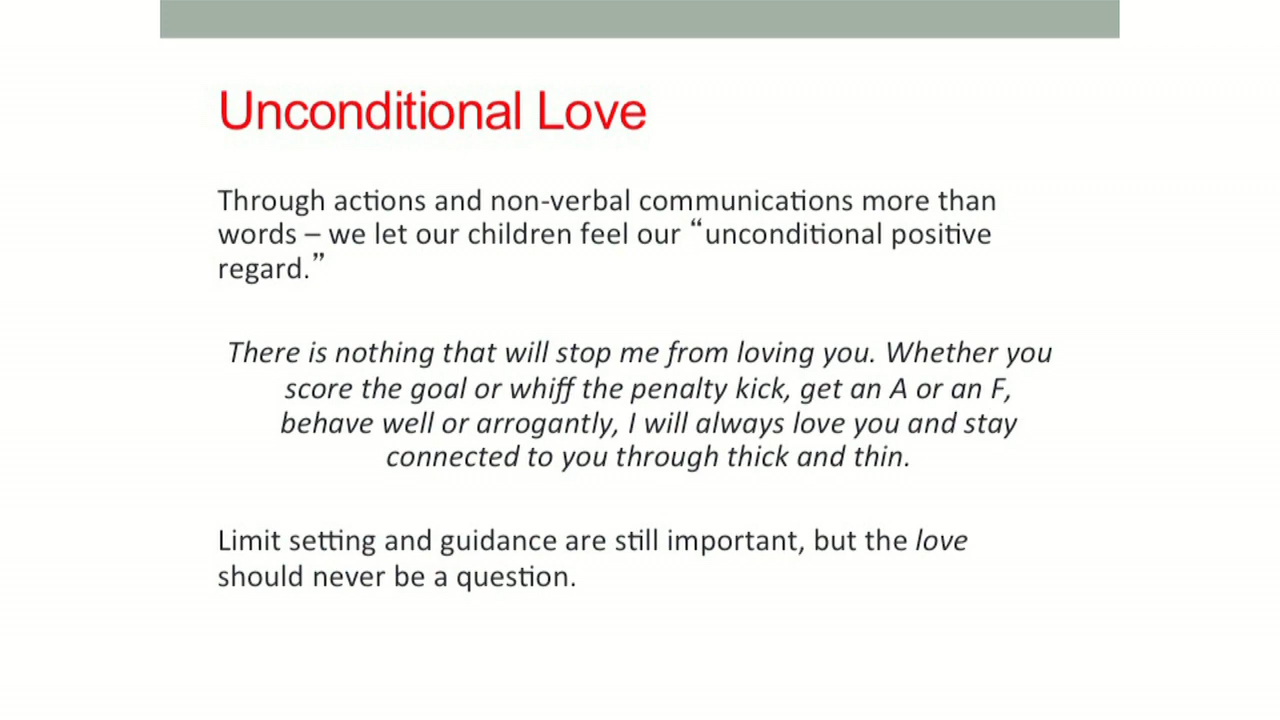 Unconditional Love
Through actions and non-verbal communications more than
words – we let our children feel our “unconditional positive
regard.”
There is nothing that will stop me from loving you. Whether you
score the goal or whiff the penalty kick, get an A or an F,
behave well or arrogantly, I will always love you and stay
connected to you through thick and thin.
Limit setting and guidance are still important, but the love
should never be a question.